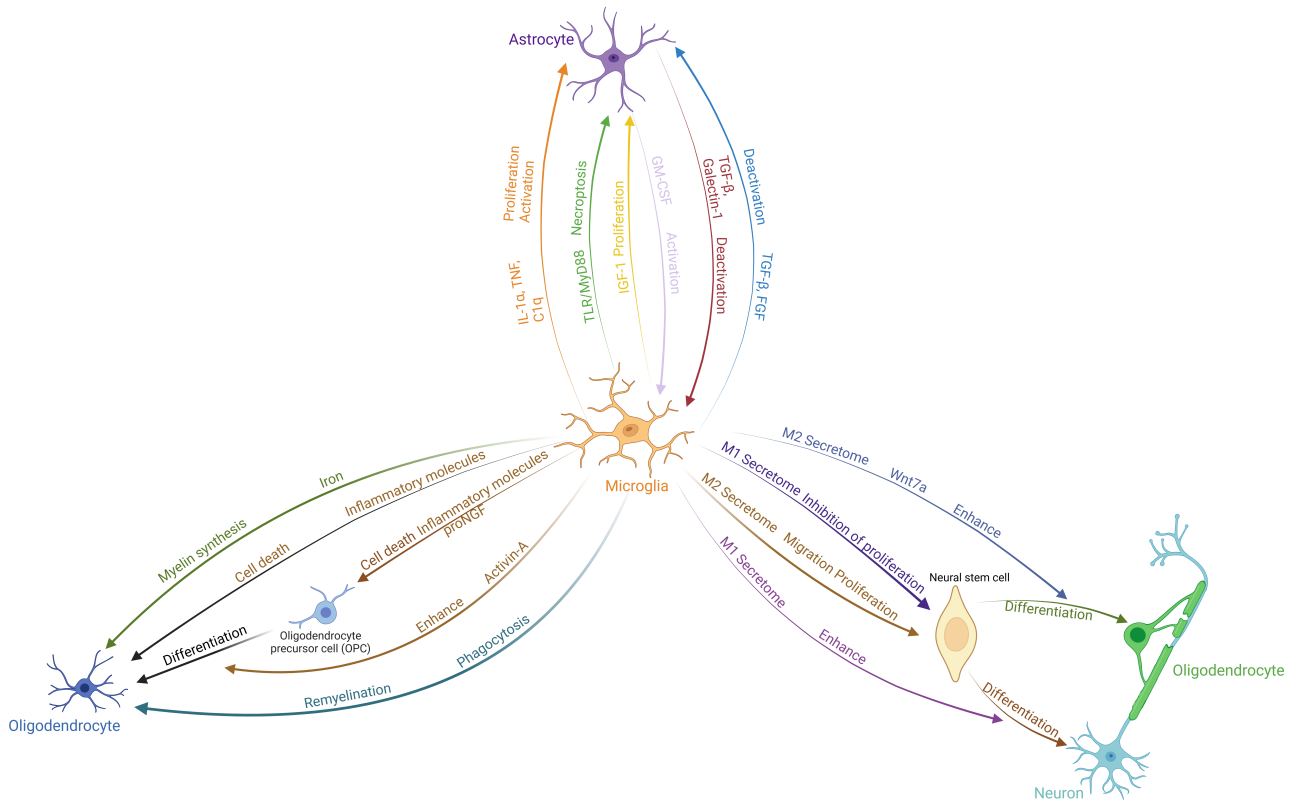 Astrocyte
Proliferation
Activation
IL-1α, TNF,
C1q
Necroptosis
TLR/MyD88
Proliferation
IGF-1
GM-CSF
Activation
TGF-β,
Galectin-1
Deactivation
Deactivation
TGF-β, FGF
Microglia
Iron
Myelin synthesis
Inflammatory molecules
Cell death
Inflammatory molecules
proNGF
Cell death
Activin-A
Enhance
Phagocytosis
Remyelination
Differentiation
Oligodendrocyte
precursor cell (OPC)
Oligodendrocyte
M2 Secretome
Wnt7a
Enhance
M1 Secretome
Inhibition of proliferation
M2 Secretome
Migration Proliferation
M1 Secretome
Enhance
Neural stem cell
Differentiation
Differentiation
Oligodendrocyte
Neuron